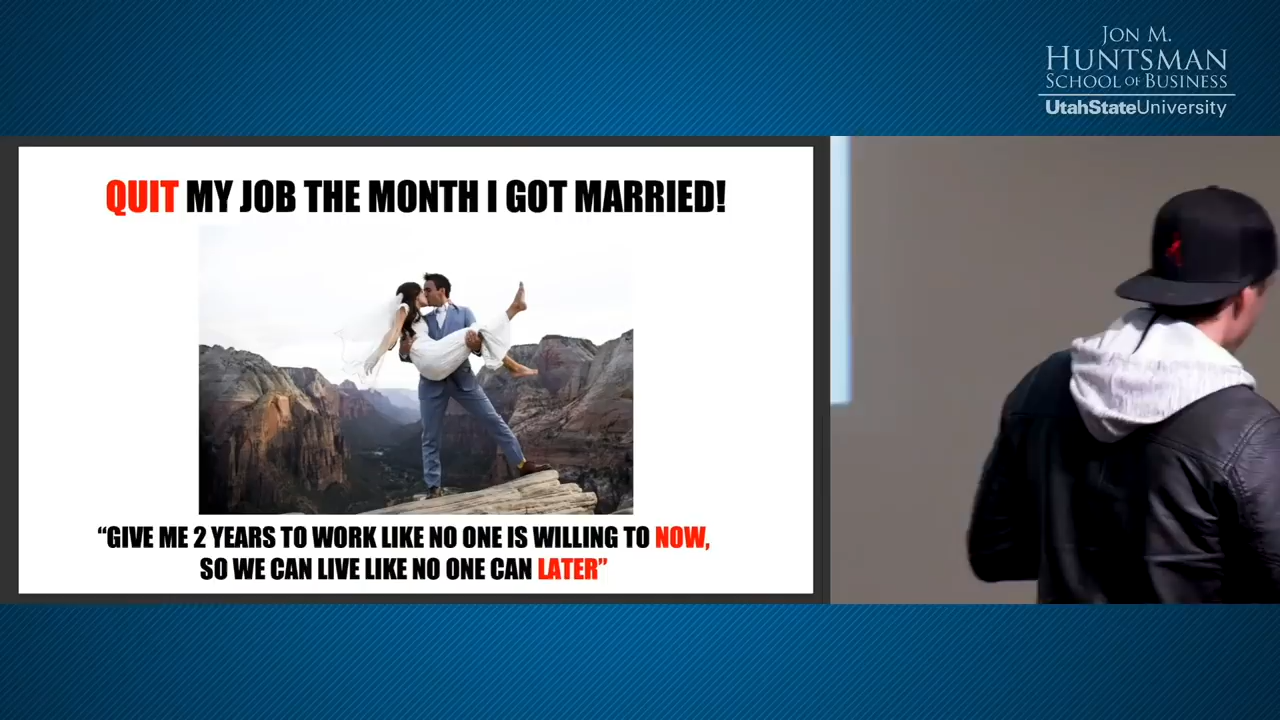 JON M.
HUNTSMAN
SCHOOL OF BUSINESS
UtahStateUniversity
QUIT MY JOB THE MONTH I GOT MARRIED!
“GIVE ME 2 YEARS TO WORK LIKE NO ONE IS WILLING TO NOW,
SO WE CAN LIVE LIKE NO ONE CAN LATER”